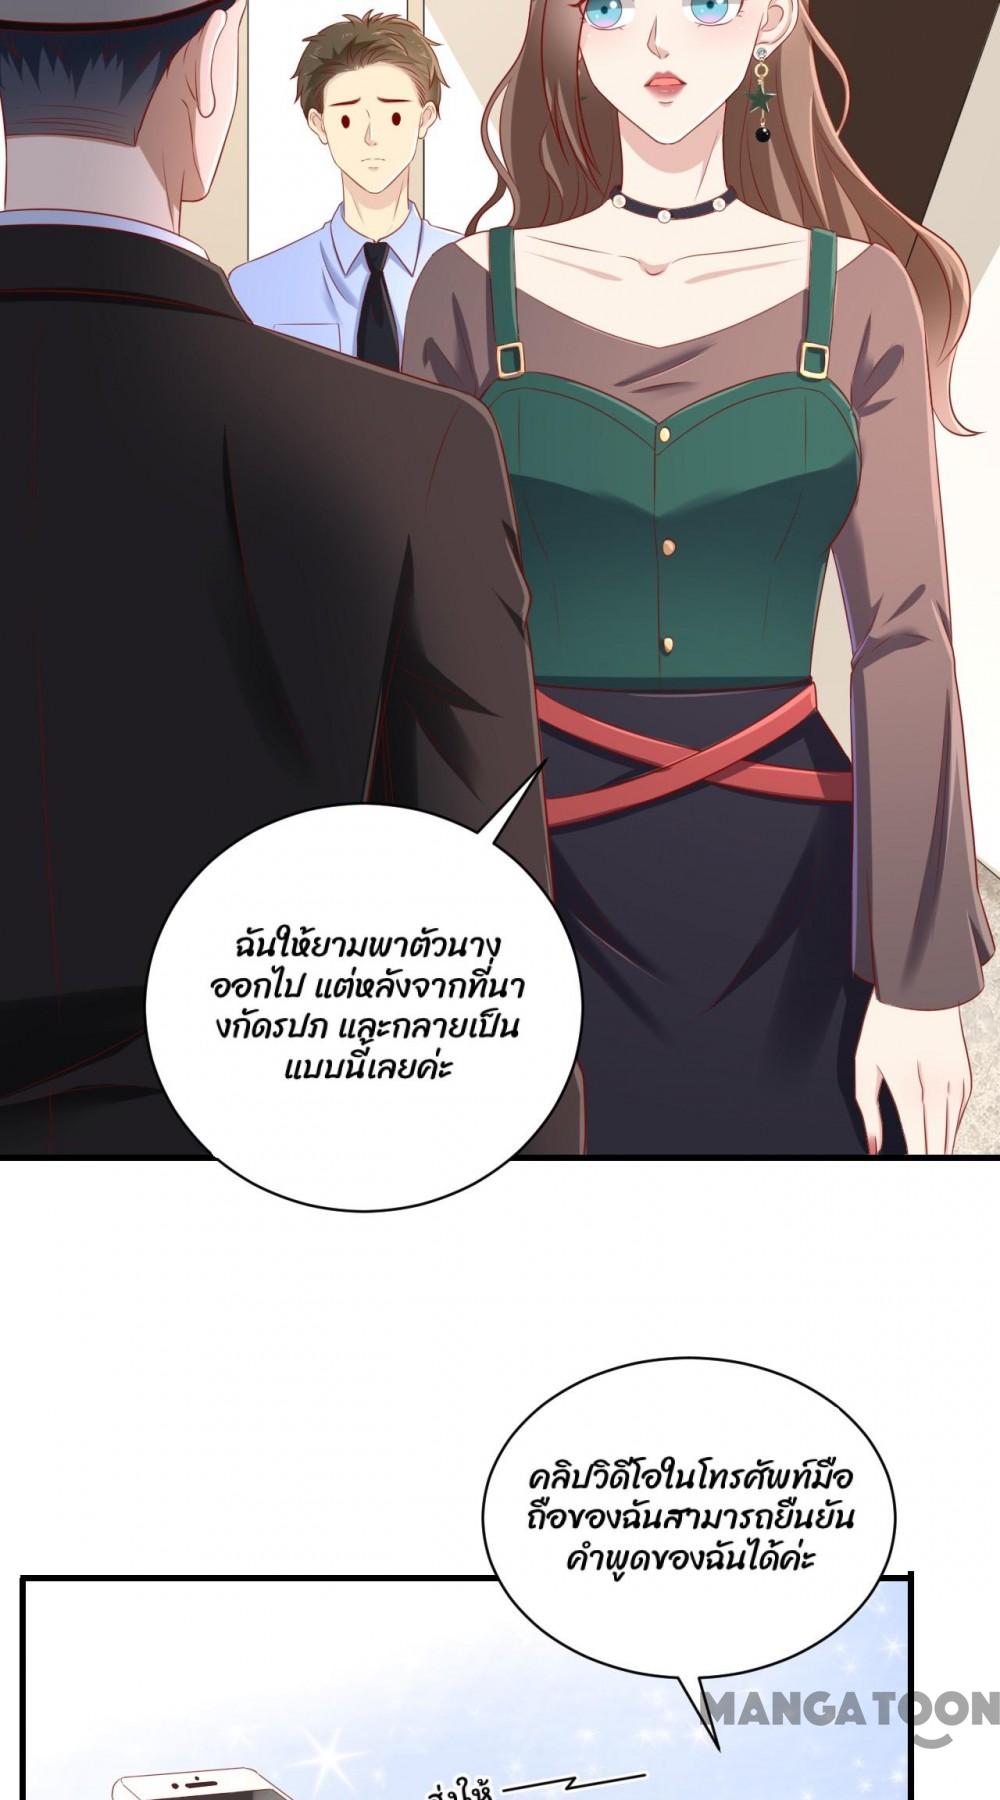 ฉันให้ยามพาตัวนาง
ออกไป แต่หลังจากที่นา
งกัดรปภ และกลายเป็น
แบบนี้เลยค่ะ
คลิปวิดีโอในโทรศัพท์มือ
ถือของฉันสามารถยืนยัน
คำพูดของฉันได้ค่ะ
MANGATOON
ส่งให้